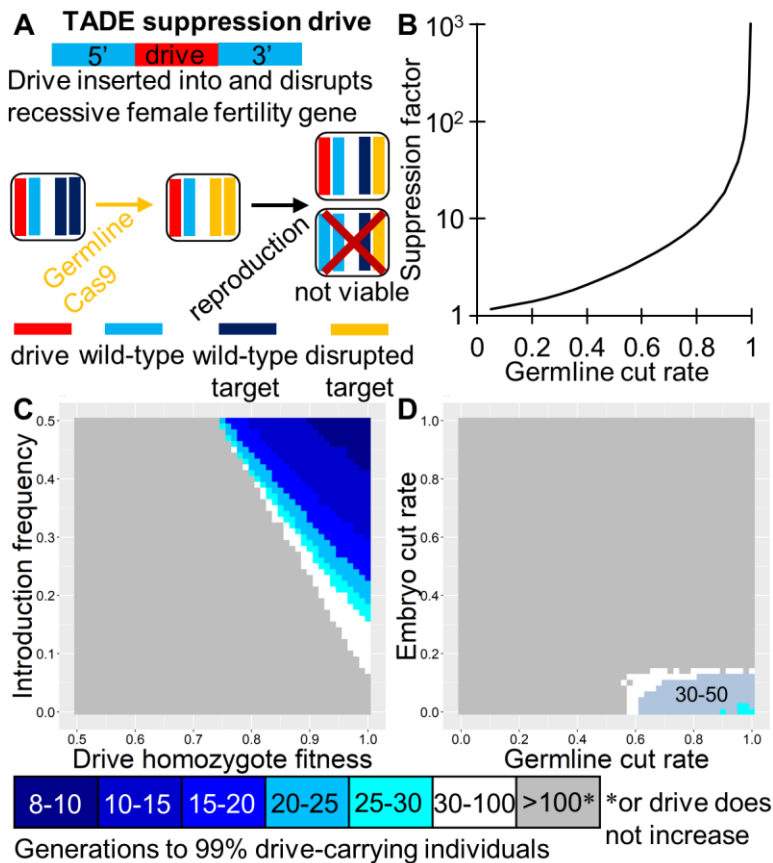 A TADE suppression drive
5’ drive 3’
Drive inserted into and disrupts
recessive female fertility gene
Germline
Cas9
reproduction
not viable
drive wild-type wild-type disrupted
target target
B
Suppression factor
10³
10²
10
1
0 0.2 0.4 0.6 0.8 1
Germline cut rate
C
Introduction frequency
0.5
0.4
0.3
0.2
0.1
0.0
0.5 0.6 0.7 0.8 0.9 1.0
Drive homozygote fitness
D
Embryo cut rate
1.0
0.8
0.6
0.4
0.2
0.0
30-50
0.0 0.2 0.4 0.6 0.8 1.0
Germline cut rate
8-10 10-15 15-20 20-25 25-30 30-100 >100* *or drive does
not increase
Generations to 99% drive-carrying individuals